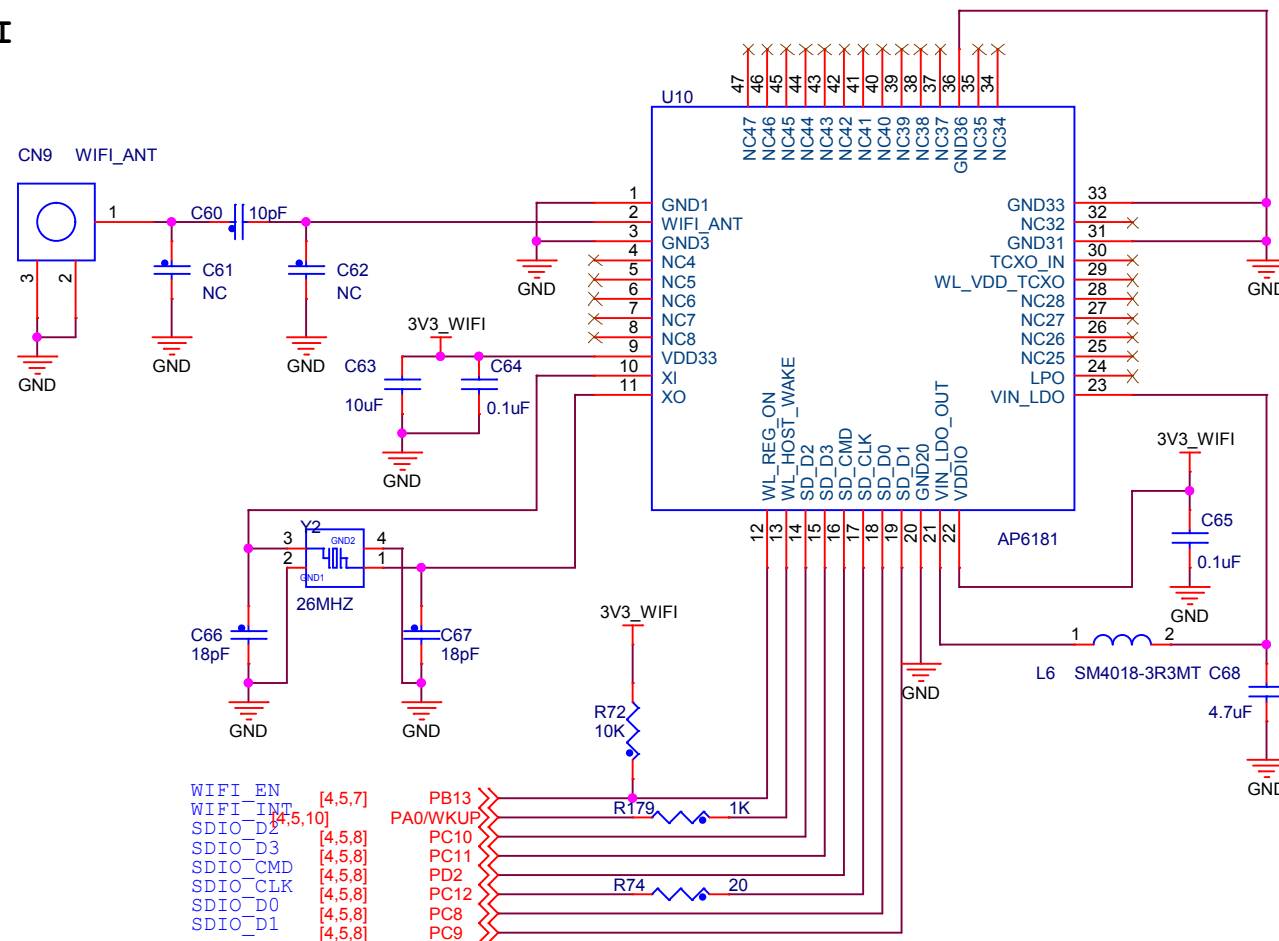 I
47 46 45 44 43 42 41 40 39 38 37 36 35 34
U10
NC47 NC46 NC45 NC44 NC43 NC42 NC41 NC40 NC39 NC38 NC37 GND36 NC35 NC34
CN9 WIFI_ANT
1
C60 10pF
C61
NC
C62
NC
3 2
GND
GND
GND
GND
1 GND1
2 WIFI_ANT
3 GND3
4 NC4
5 NC5
6 NC6
7 NC7
8 NC8
9 VDD33
10 XI
11 XO
GND33 33
NC32 32
GND31 31
TCXO_IN 30
WL_VDD_TCXO 29
NC28 28
NC27 27
NC26 26
NC25 25
LPO 24
VIN_LDO 23
GND
3V3_WIFI
C63
10uF
C64
0.1uF
GND
WL_REG_ON WL_HOST_WAKE SD_D2 SD_D3 SD_CMD SD_CLK SD_D0 SD_D1 GND20 VIN_LDO_OUT VDDIO
12 13 14 15 16 17 18 19 20 21 22
AP6181
3V3_WIFI
C65
0.1uF
GND
Y2
3 GND2 4
2 GND1 1
26MHZ
C66
18pF
C67
18pF
GND
GND
3V3_WIFI
R72
10K
GND
1 2
L6 SM4018-3R3MT C68
4.7uF
GND
WIFI_EN [4,5,7] PB13
WIFI_INT [4,5,10] PA0/WKUP R179 1K
SDIO_D2 [4,5,8] PC10
SDIO_D3 [4,5,8] PC11
SDIO_CMD [4,5,8] PD2
SDIO_CLK [4,5,8] PC12 R74 20
SDIO_D0 [4,5,8] PC8
SDIO_D1 [4,5,8] PC9